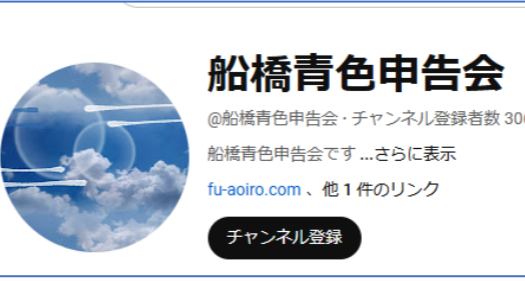 船橋青色申告会
@船橋青色申告会・チャンネル登録者数 30
船橋青色申告会です ...さらに表示
fu-aoiro.com 、他 1 件のリンク
チャンネル登録